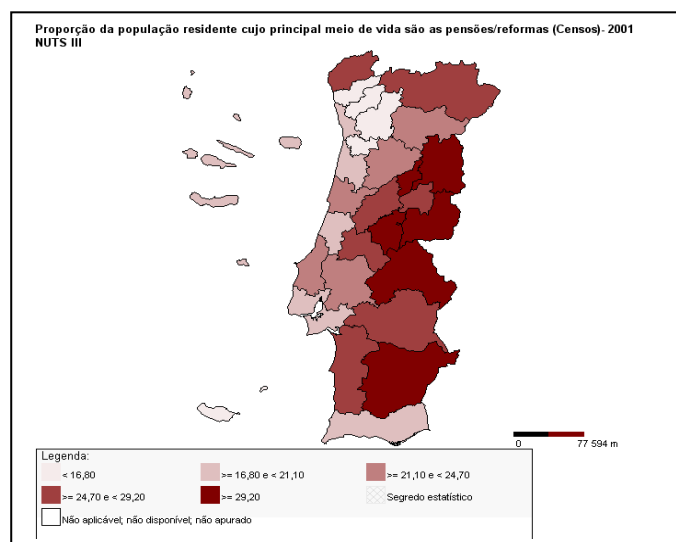 Proporção da população residente cujo principal meio de vida são as pensões/reformas (Censos)- 2001
NUTS III
0 77 594 m
Legenda:
< 16,80 >= 16,80 e < 21,10 >= 21,10 e < 24,70
>= 24,70 e < 29,20 >= 29,20 Segredo estatístico
Não aplicável; não disponível; não apurado